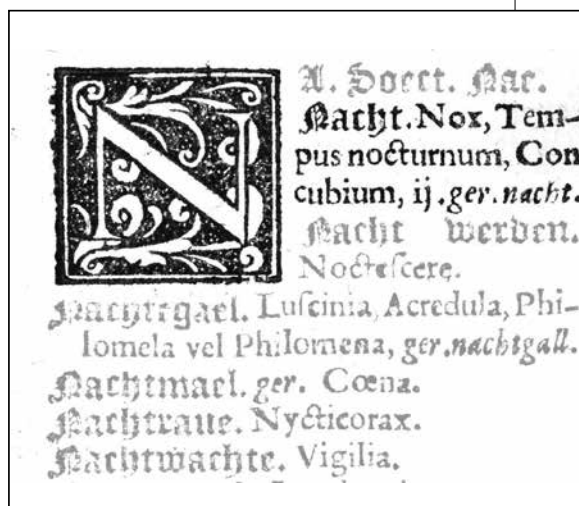 N A. Soect. Nae.
Nacht. Nox, Tem-
pus nocturnum, Con
cubium, ij. ger. nacht.
Nacht werden.
Noctescere.
Nachtegael. Luſcinia, Acredula, Phi-
lomela vel Philomena, ger. nachtgall.
Nachtmael. ger. Cœna.
Nachtraue. Nycticorax.
Nachtwachte. Vigilia.